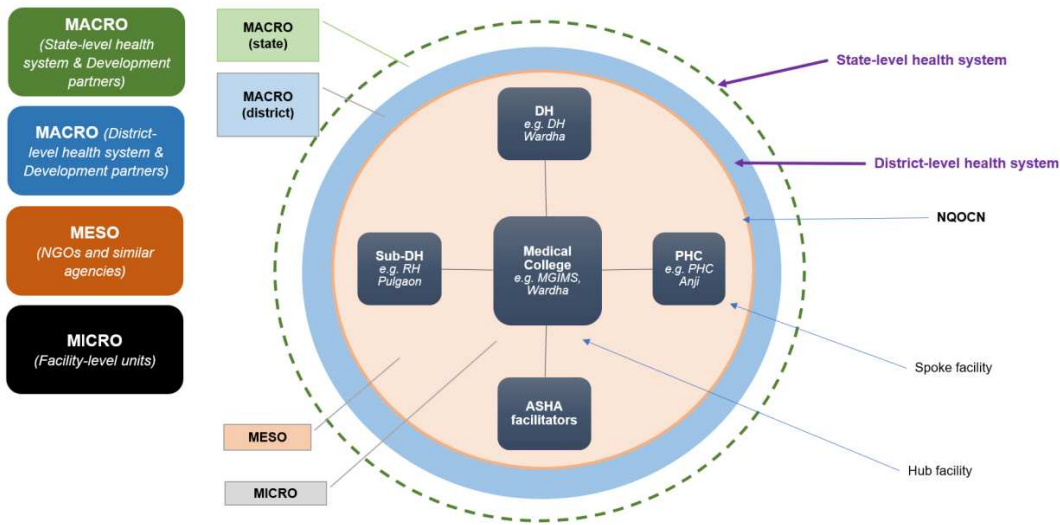 MACRO
(State-level health
system & Development
partners)
MACRO (District-
level health system &
Development partners)
MESO
(NGOs and similar
agencies)
MICRO
(Facility-level units)
MACRO
(state)
MACRO
(district)
MESO
MICRO
DH
e.g. DH
Wardha
Sub-DH
e.g. RH
Pulgaon
Medical
College
e.g. MGIMS,
Wardha
PHC
e.g. PHC
Anji
ASHA
facilitators
State-level health system
District-level health system
NQOCN
Spoke facility
Hub facility